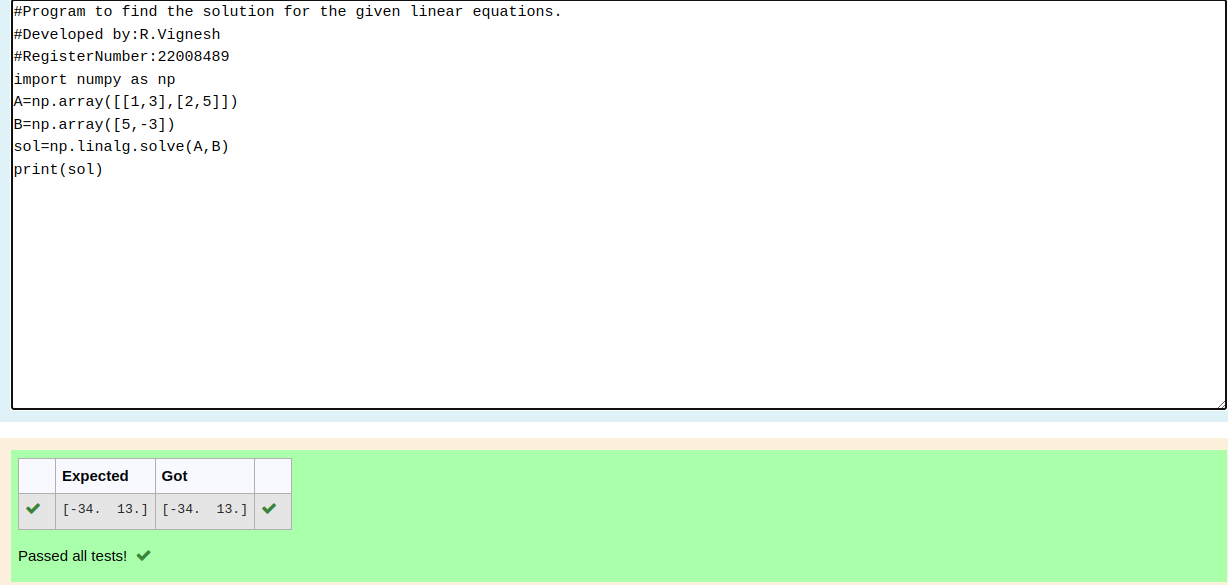 #Program to find the solution for the given linear equations.
#Developed by:R.Vignesh
#RegisterNumber:22008489
import numpy as np
A=np.array([[1,3],[2,5]])
B=np.array([5,-3])
sol=np.linalg.solve(A,B)
print(sol)
Expected Got
[-34.  13.] [-34.  13.]
Passed all tests!